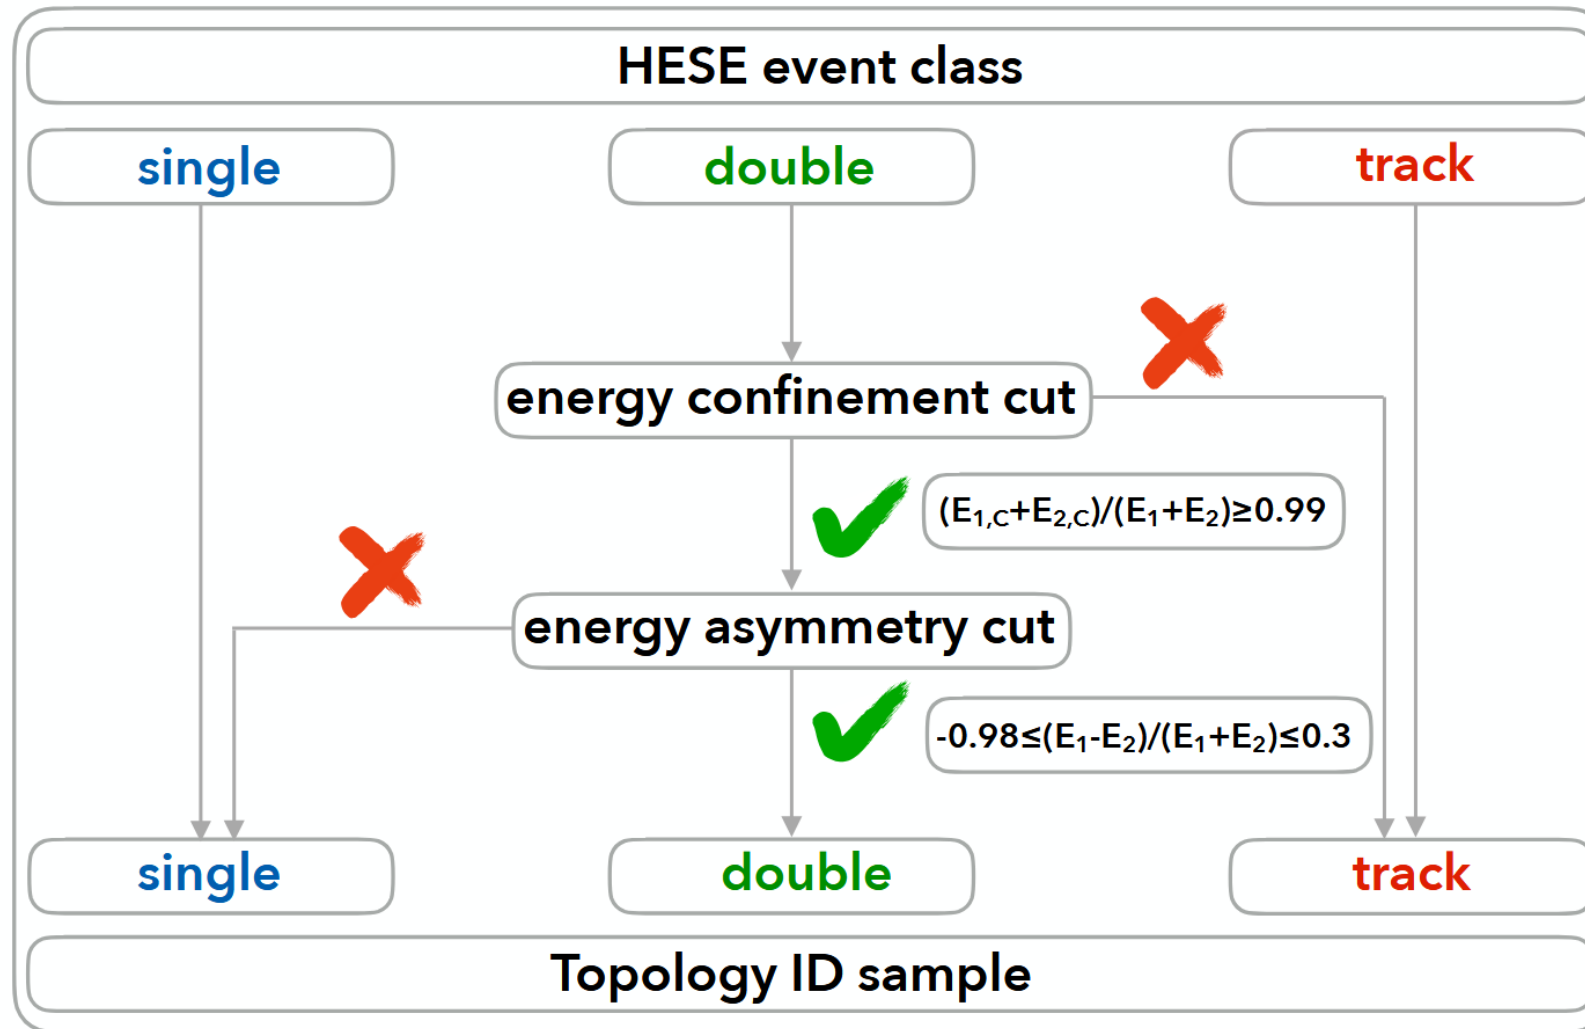 HESE event class
single
double
track
energy confinement cut
(E₁,C+E₂,C)/(E₁+E₂)≥0.99
energy asymmetry cut
-0.98≤(E₁-E₂)/(E₁+E₂)≤0.3
single
double
track
Topology ID sample